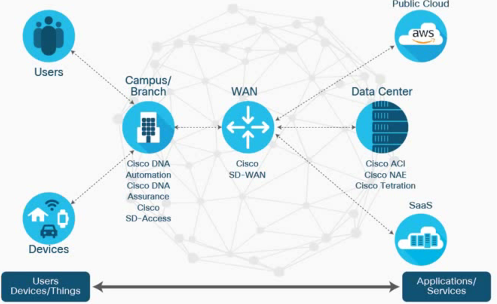 Public Cloud
aws
Users
Campus/
Branch
WAN
Data Center
Cisco DNA
Automation
Cisco DNA
Assurance
Cisco
SD-Access
Cisco
SD-WAN
Cisco ACI
Cisco NAE
Cisco Tetration
SaaS
Devices
Users
Devices/Things
Applications/
Services